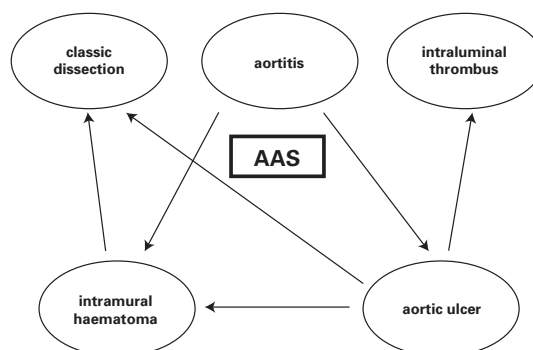 classic
dissection
aortitis
intraluminal
thrombus
AAS
intramural
haematoma
aortic ulcer